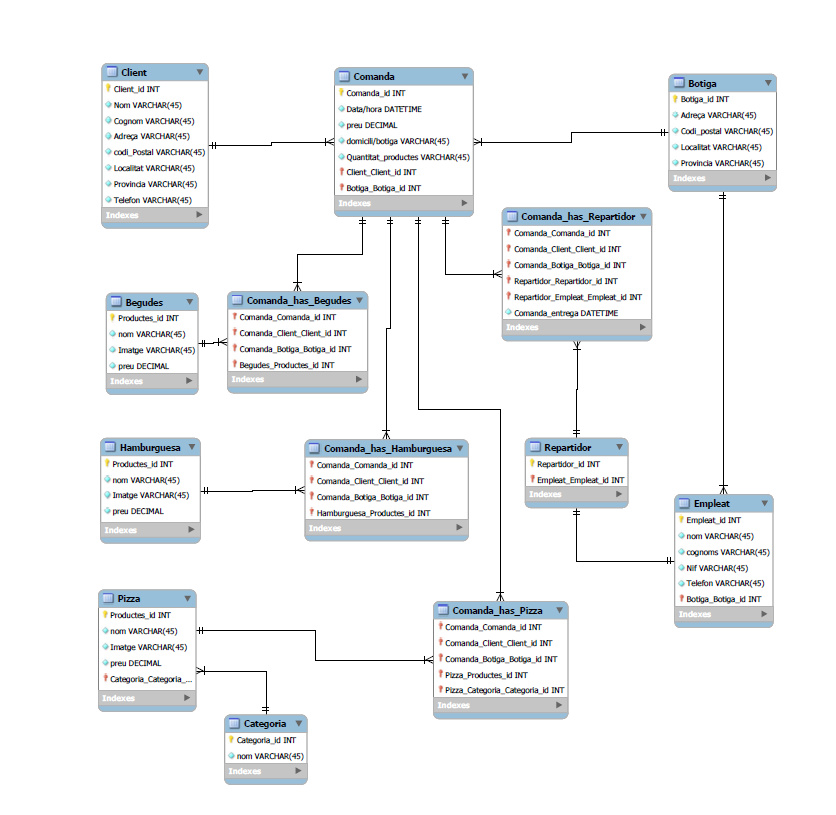 Client
Client_id INT
Nom VARCHAR(45)
Cognom VARCHAR(45)
Adreça VARCHAR(45)
codi_Postal VARCHAR(45)
Localitat VARCHAR(45)
Provincia VARCHAR(45)
Telefon VARCHAR(45)
Indexes
Comanda
Comanda_id INT
Data/hora DATETIME
preu DECIMAL
domicili/botiga VARCHAR(45)
Quantitat_productes VARCHAR(45)
Client_Client_id INT
Botiga_Botiga_id INT
Indexes
Botiga
Botiga_id INT
Adreça VARCHAR(45)
Codi_postal VARCHAR(45)
Localitat VARCHAR(45)
Provincia VARCHAR(45)
Indexes
Comanda_has_Repartidor
Comanda_Comanda_id INT
Comanda_Client_Client_id INT
Comanda_Botiga_Botiga_id INT
Repartidor_Repartidor_id INT
Repartidor_Empleat_Empleat_id INT
Comanda_entrega DATETIME
Indexes
Begudes
Productes_id INT
nom VARCHAR(45)
Imatge VARCHAR(45)
preu DECIMAL
Indexes
Comanda_has_Begudes
Comanda_Comanda_id INT
Comanda_Client_Client_id INT
Comanda_Botiga_Botiga_id INT
Begudes_Productes_id INT
Indexes
Hamburguesa
Productes_id INT
nom VARCHAR(45)
Imatge VARCHAR(45)
preu DECIMAL
Indexes
Comanda_has_Hamburguesa
Comanda_Comanda_id INT
Comanda_Client_Client_id INT
Comanda_Botiga_Botiga_id INT
Hamburguesa_Productes_id INT
Indexes
Repartidor
Repartidor_id INT
Empleat_Empleat_id INT
Indexes
Empleat
Empleat_id INT
nom VARCHAR(45)
cognoms VARCHAR(45)
Nif VARCHAR(45)
Telefon VARCHAR(45)
Botiga_Botiga_id INT
Indexes
Pizza
Productes_id INT
nom VARCHAR(45)
Imatge VARCHAR(45)
preu DECIMAL
Categoria_Categoria_...
Indexes
Comanda_has_Pizza
Comanda_Comanda_id INT
Comanda_Client_Client_id INT
Comanda_Botiga_Botiga_id INT
Pizza_Productes_id INT
Pizza_Categoria_Categoria_id INT
Indexes
Categoria
Categoria_id INT
nom VARCHAR(45)
Indexes